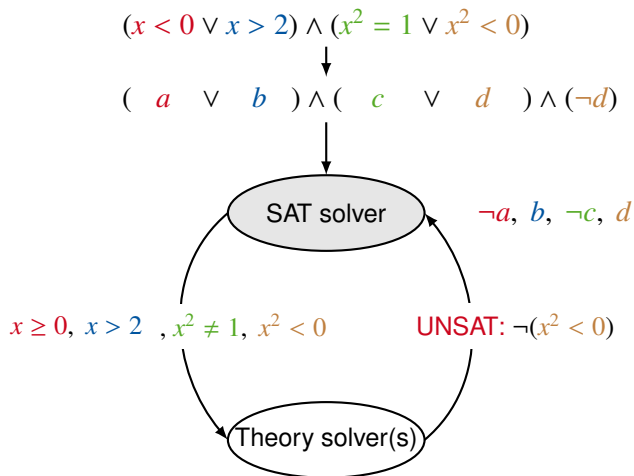 (x < 0 ∨ x > 2) ∧ (x² = 1 ∨ x² < 0)
( a ∨ b ) ∧ ( c ∨ d ) ∧ (¬d)
SAT solver
¬a, b, ¬c, d
x ≥ 0, x > 2 , x² ≠ 1, x² < 0
UNSAT: ¬(x² < 0)
Theory solver(s)